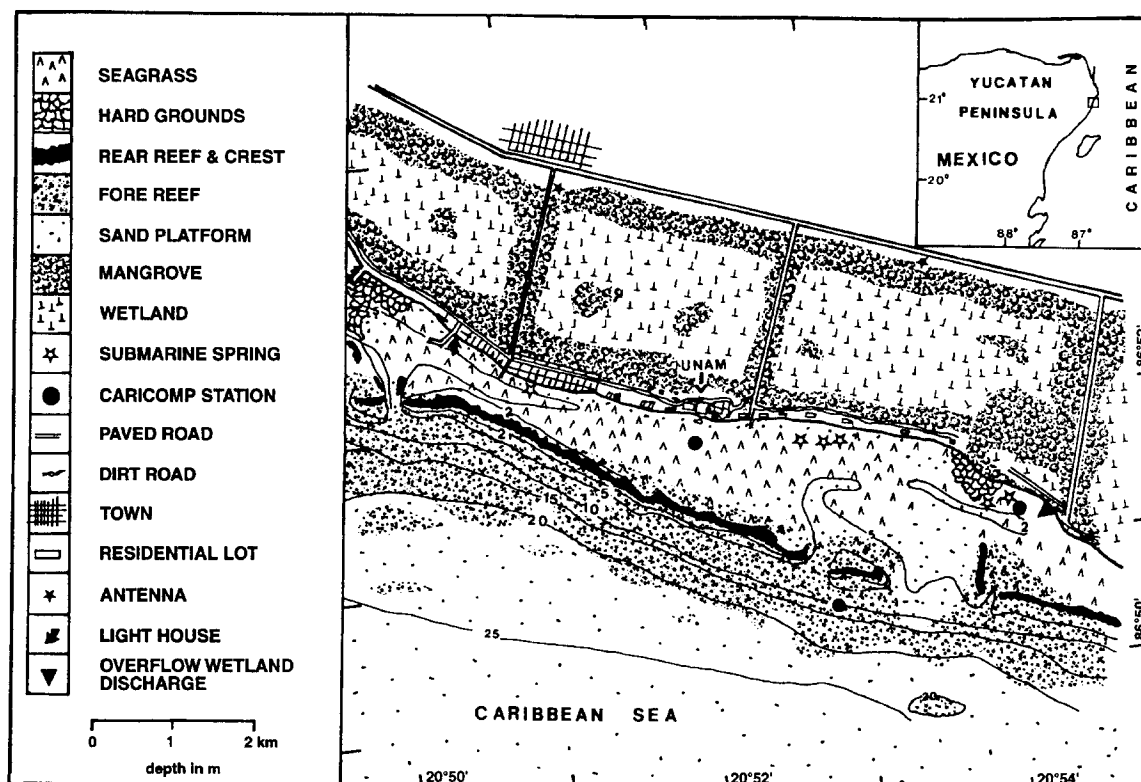 SEAGRASS
HARD GROUNDS
REAR REEF & CREST
FORE REEF
SAND PLATFORM
MANGROVE
WETLAND
SUBMARINE SPRING
CARICOMP STATION
PAVED ROAD
DIRT ROAD
TOWN
RESIDENTIAL LOT
ANTENNA
LIGHT HOUSE
OVERFLOW WETLAND
DISCHARGE
0 1 2 km
depth in m
YUCATAN
PENINSULA
MEXICO
CARIBBEAN
21°
20°
88° 87°
UNAM
2
2
2
5
10
15
20
25
CARIBBEAN SEA
20°50'
20°52'
20°54'